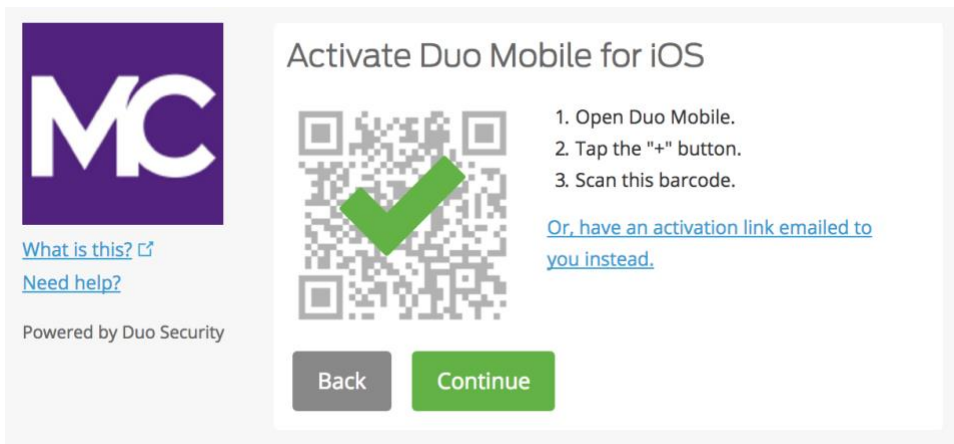 MC
What is this?
Need help?
Powered by Duo Security
Activate Duo Mobile for iOS
1. Open Duo Mobile.
2. Tap the "+" button.
3. Scan this barcode.
Or, have an activation link emailed to
you instead.
Back
Continue